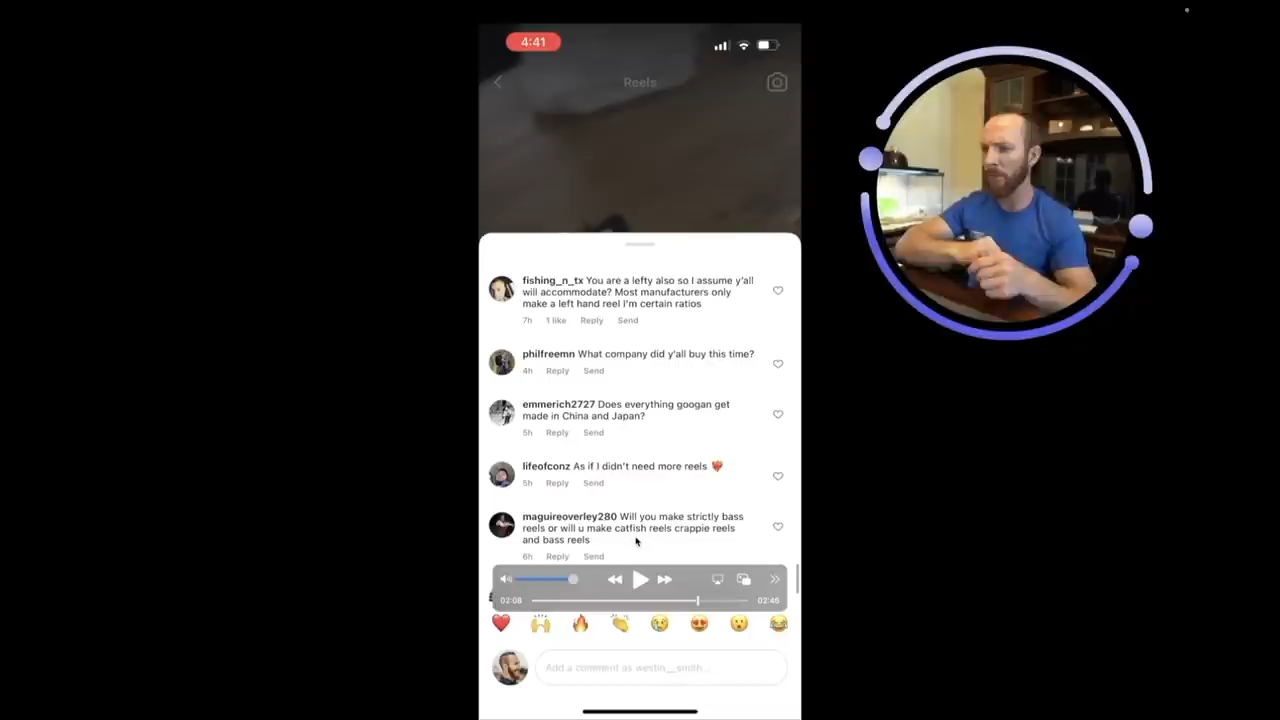 4:41
Reels
fishing_n_tx You are a lefty also so I assume y'all
will accommodate? Most manufacturers only
make a left hand reel I'm certain ratios
7h 1 like Reply Send
philfreemn What company did y'all buy this time?
4h Reply Send
emmerich2727 Does everything googan get
made in China and Japan?
5h Reply Send
lifeofconz As if I didn't need more reels ❤️‍🔥
5h Reply Send
maguireoverley280 Will you make strictly bass
reels or will u make catfish reels crappie reels
and bass reels
6h Reply Send
02:08 02:46
❤️ 🙌 🔥 👏 😢 😍 😮 😂
Add a comment as westin__smith...